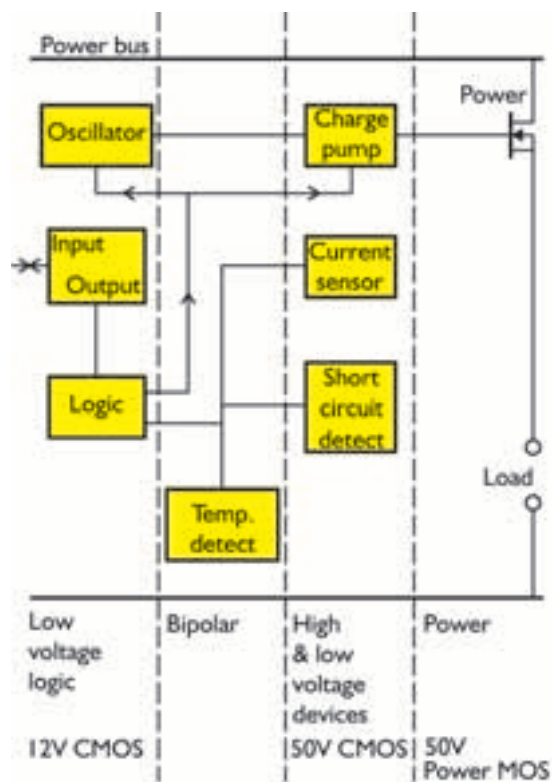 Power bus
Power
Oscillator
Charge
pump
Input
Output
Current
sensor
Logic
Short
circuit
detect
Load
Temp.
detect
Low
voltage
logic
12V CMOS
Bipolar
High
& low
voltage
devices
50V CMOS
Power
50V
Power MOS